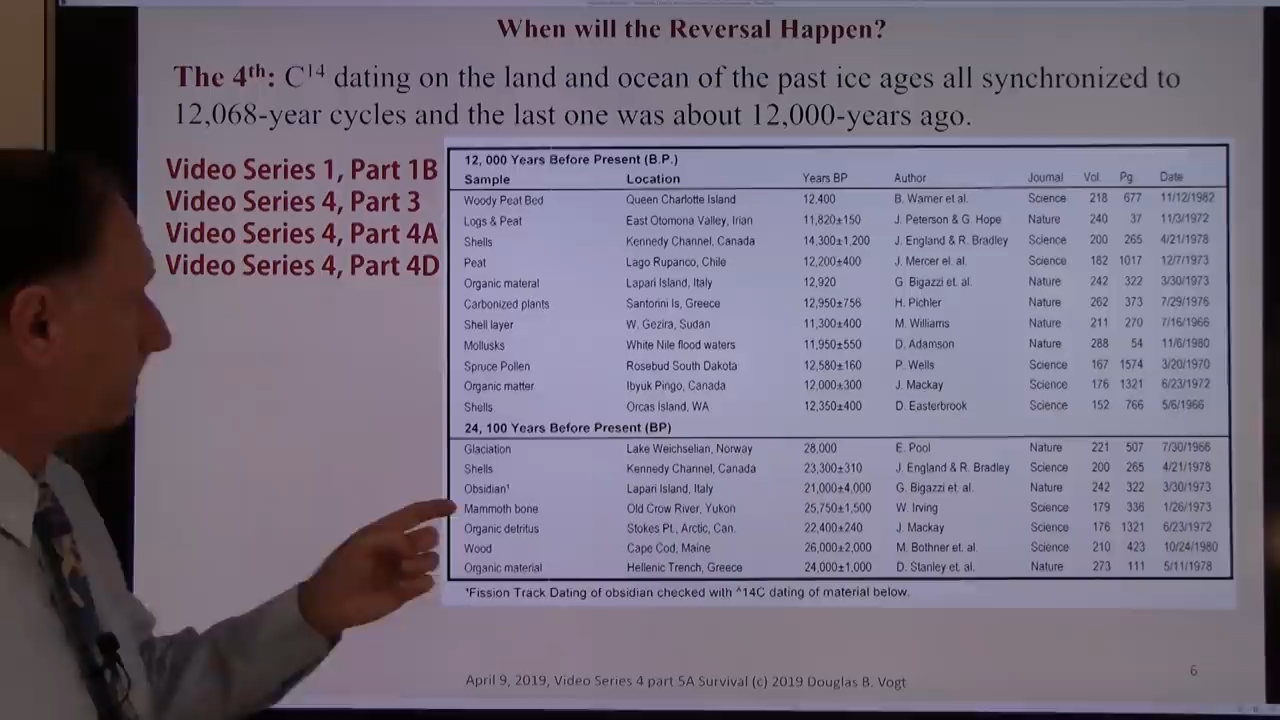 When will the Reversal Happen?
The 4th: C14 dating on the land and ocean of the past ice ages all synchronized to
12,068-year cycles and the last one was about 12,000-years ago.
Video Series 1, Part 1B
Video Series 4, Part 3
Video Series 4, Part 4A
Video Series 4, Part 4D
12, 000 Years Before Present (B.P.)
Sample Location Years BP Author Journal Vol. Pg. Date
Woody Peat Bed Queen Charlotte Island 12,400 B. Warner et al. Science 218 677 11/12/1982
Logs & Peat East Otomona Valley, Irian 11,820±150 J. Peterson & G. Hope Nature 240 37 11/3/1972
Shells Kennedy Channel, Canada 14,300±1,200 J. England & R. Bradley Science 200 265 4/21/1978
Peat Lago Rupanco, Chile 12,200±400 J. Mercer el. al. Science 182 1017 12/7/1973
Organic materal Lapari Island, Italy 12,920 G. Bigazzi et. al. Nature 242 322 3/30/1973
Carbonized plants Santorini Is, Greece 12,950±756 H. Pichler Nature 262 373 7/29/1976
Shell layer W. Gezira, Sudan 11,300±400 M. Williams Nature 211 270 7/16/1966
Mollusks White Nile flood waters 11,950±550 D. Adamson Nature 288 54 11/6/1980
Spruce Pollen Rosebud South Dakota 12,580±160 P. Wells Science 167 1574 3/20/1970
Organic matter Ibyuk Pingo, Canada 12,000±300 J. Mackay Science 176 1321 6/23/1972
Shells Orcas Island, WA 12,350±400 D. Easterbrook Science 152 766 5/6/1966
24, 100 Years Before Present (BP)
Glaciation Lake Weichselian, Norway 28,000 E. Pool Nature 221 507 7/30/1966
Shells Kennedy Channel, Canada 23,300±310 J. England & R. Bradley Science 200 265 4/21/1978
Obsidian¹ Lapari Island, Italy 21,000±4,000 G. Bigazzi et. al. Nature 242 322 3/30/1973
Mammoth bone Old Crow River, Yukon 25,750±1,500 W. Irving Science 179 336 1/26/1973
Organic detritus Stokes Pt., Arctic, Can. 22,400±240 J. Mackay Science 176 1321 6/23/1972
Wood Cape Cod, Maine 26,000±2,000 M. Bothner et. al. Science 210 423 10/24/1980
Organic material Hellenic Trench, Greece 24,000±1,000 D. Stanley et. al. Nature 273 111 5/11/1978
¹Fission Track Dating of obsidian checked with ^14C dating of material below.
April 9, 2019, Video Series 4 part 5A Survival (c) 2019 Douglas B. Vogt
6